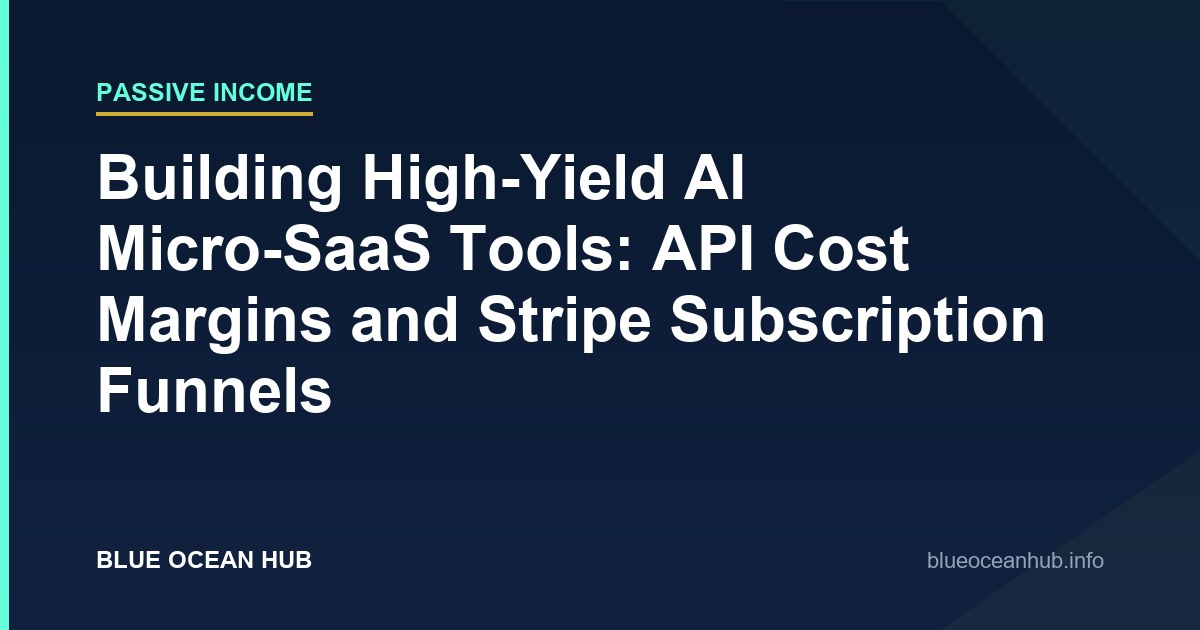 PASSIVE INCOME
Building High-Yield AI
Micro-SaaS Tools: API Cost
Margins and Stripe Subscription
Funnels
BLUE OCEAN HUB
blueoceanhub.info